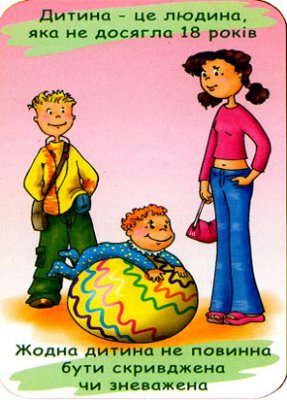 Дитина - це людина,
яка не досягла 18 років
Жодна дитина не повинна
бути скривджена
чи зневажена